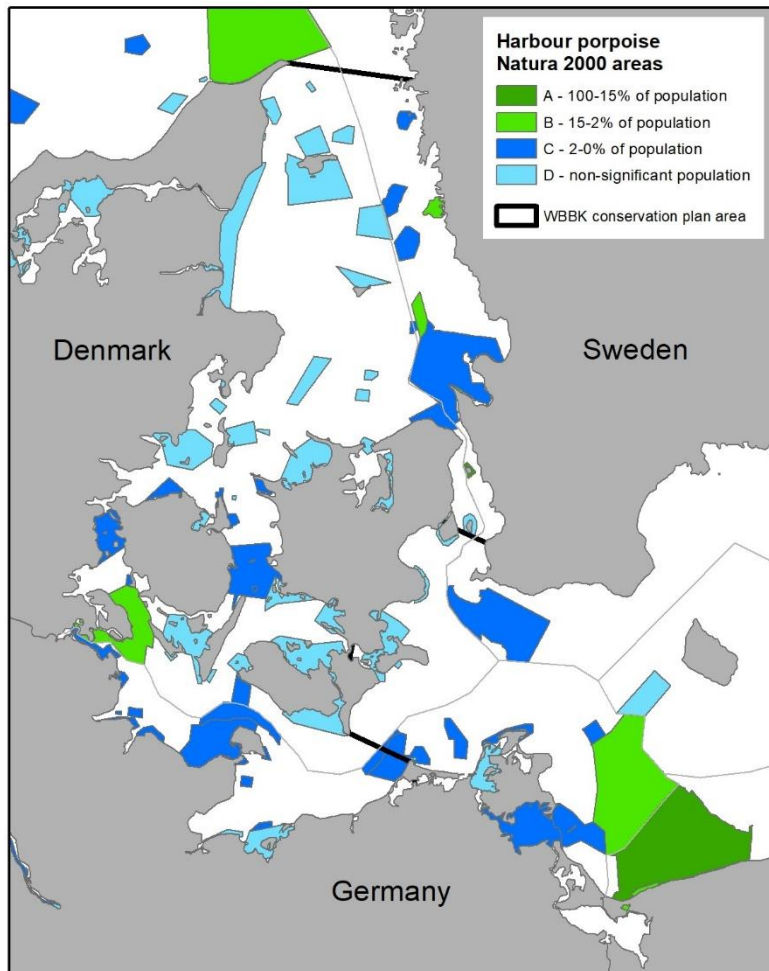 Harbour porpoise
Natura 2000 areas
A - 100-15% of population
B - 15-2% of population
C - 2-0% of population
D - non-significant population
WBBK conservation plan area
Denmark
Sweden
Germany